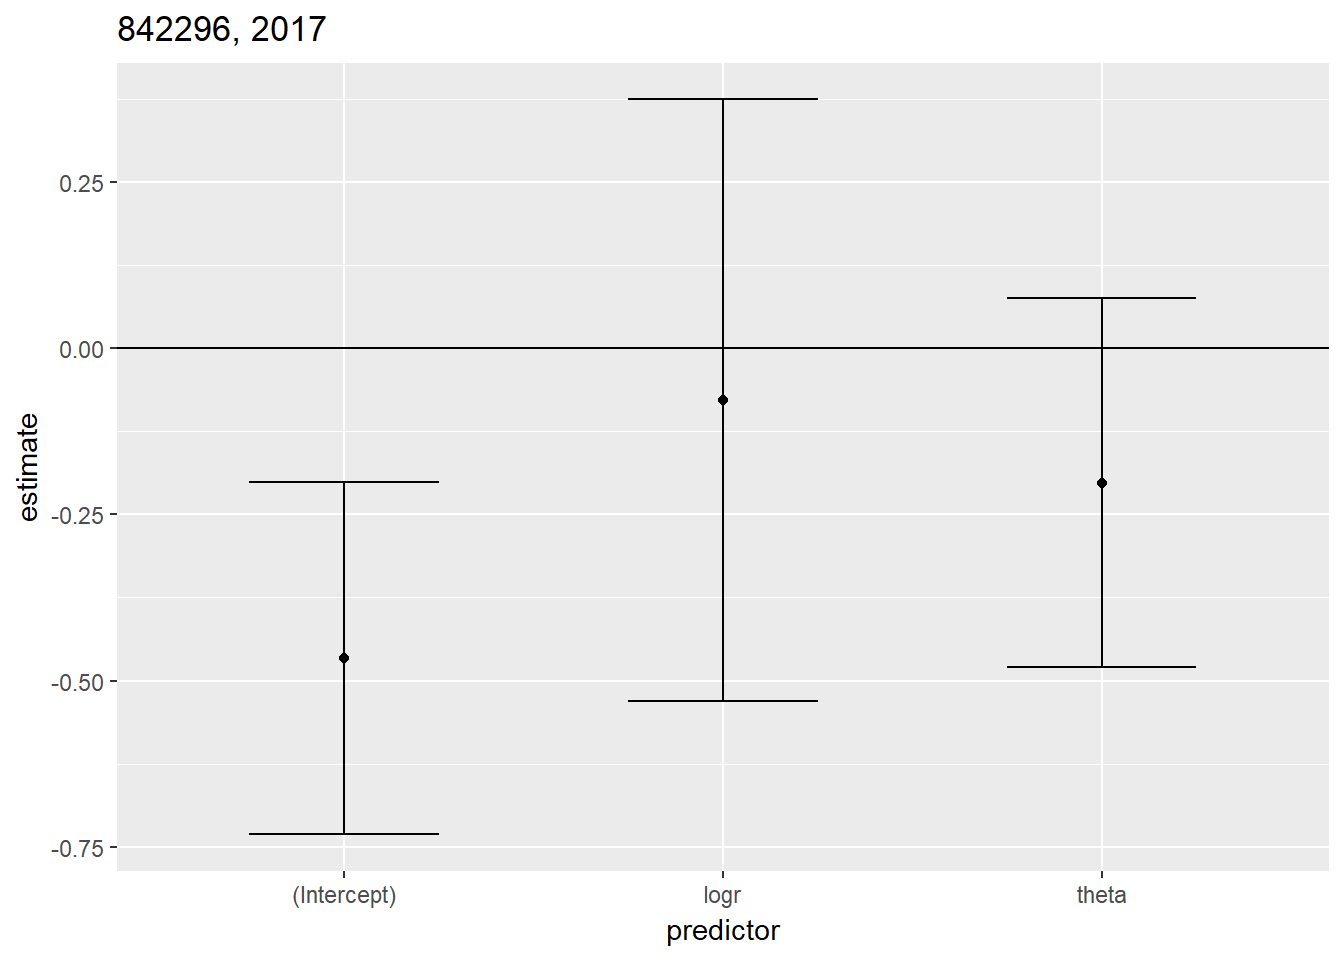 842296, 2017
estimate
0.25
0.00
-0.25
-0.50
-0.75
(Intercept) logr theta
predictor